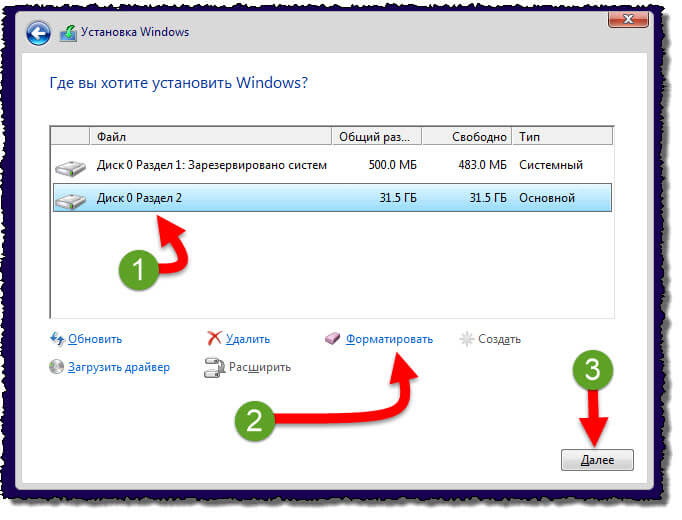 Установка Windows
Где вы хотите установить Windows?
Файл Общий раз... Свободно Тип
Диск 0 Раздел 1: Зарезервировано систем 500.0 МБ 483.0 МБ Системный
Диск 0 Раздел 2 31.5 ГБ 31.5 ГБ Основной
1
Обновить Удалить Форматировать Создать
Загрузить драйвер Расширить
3
2
Далее